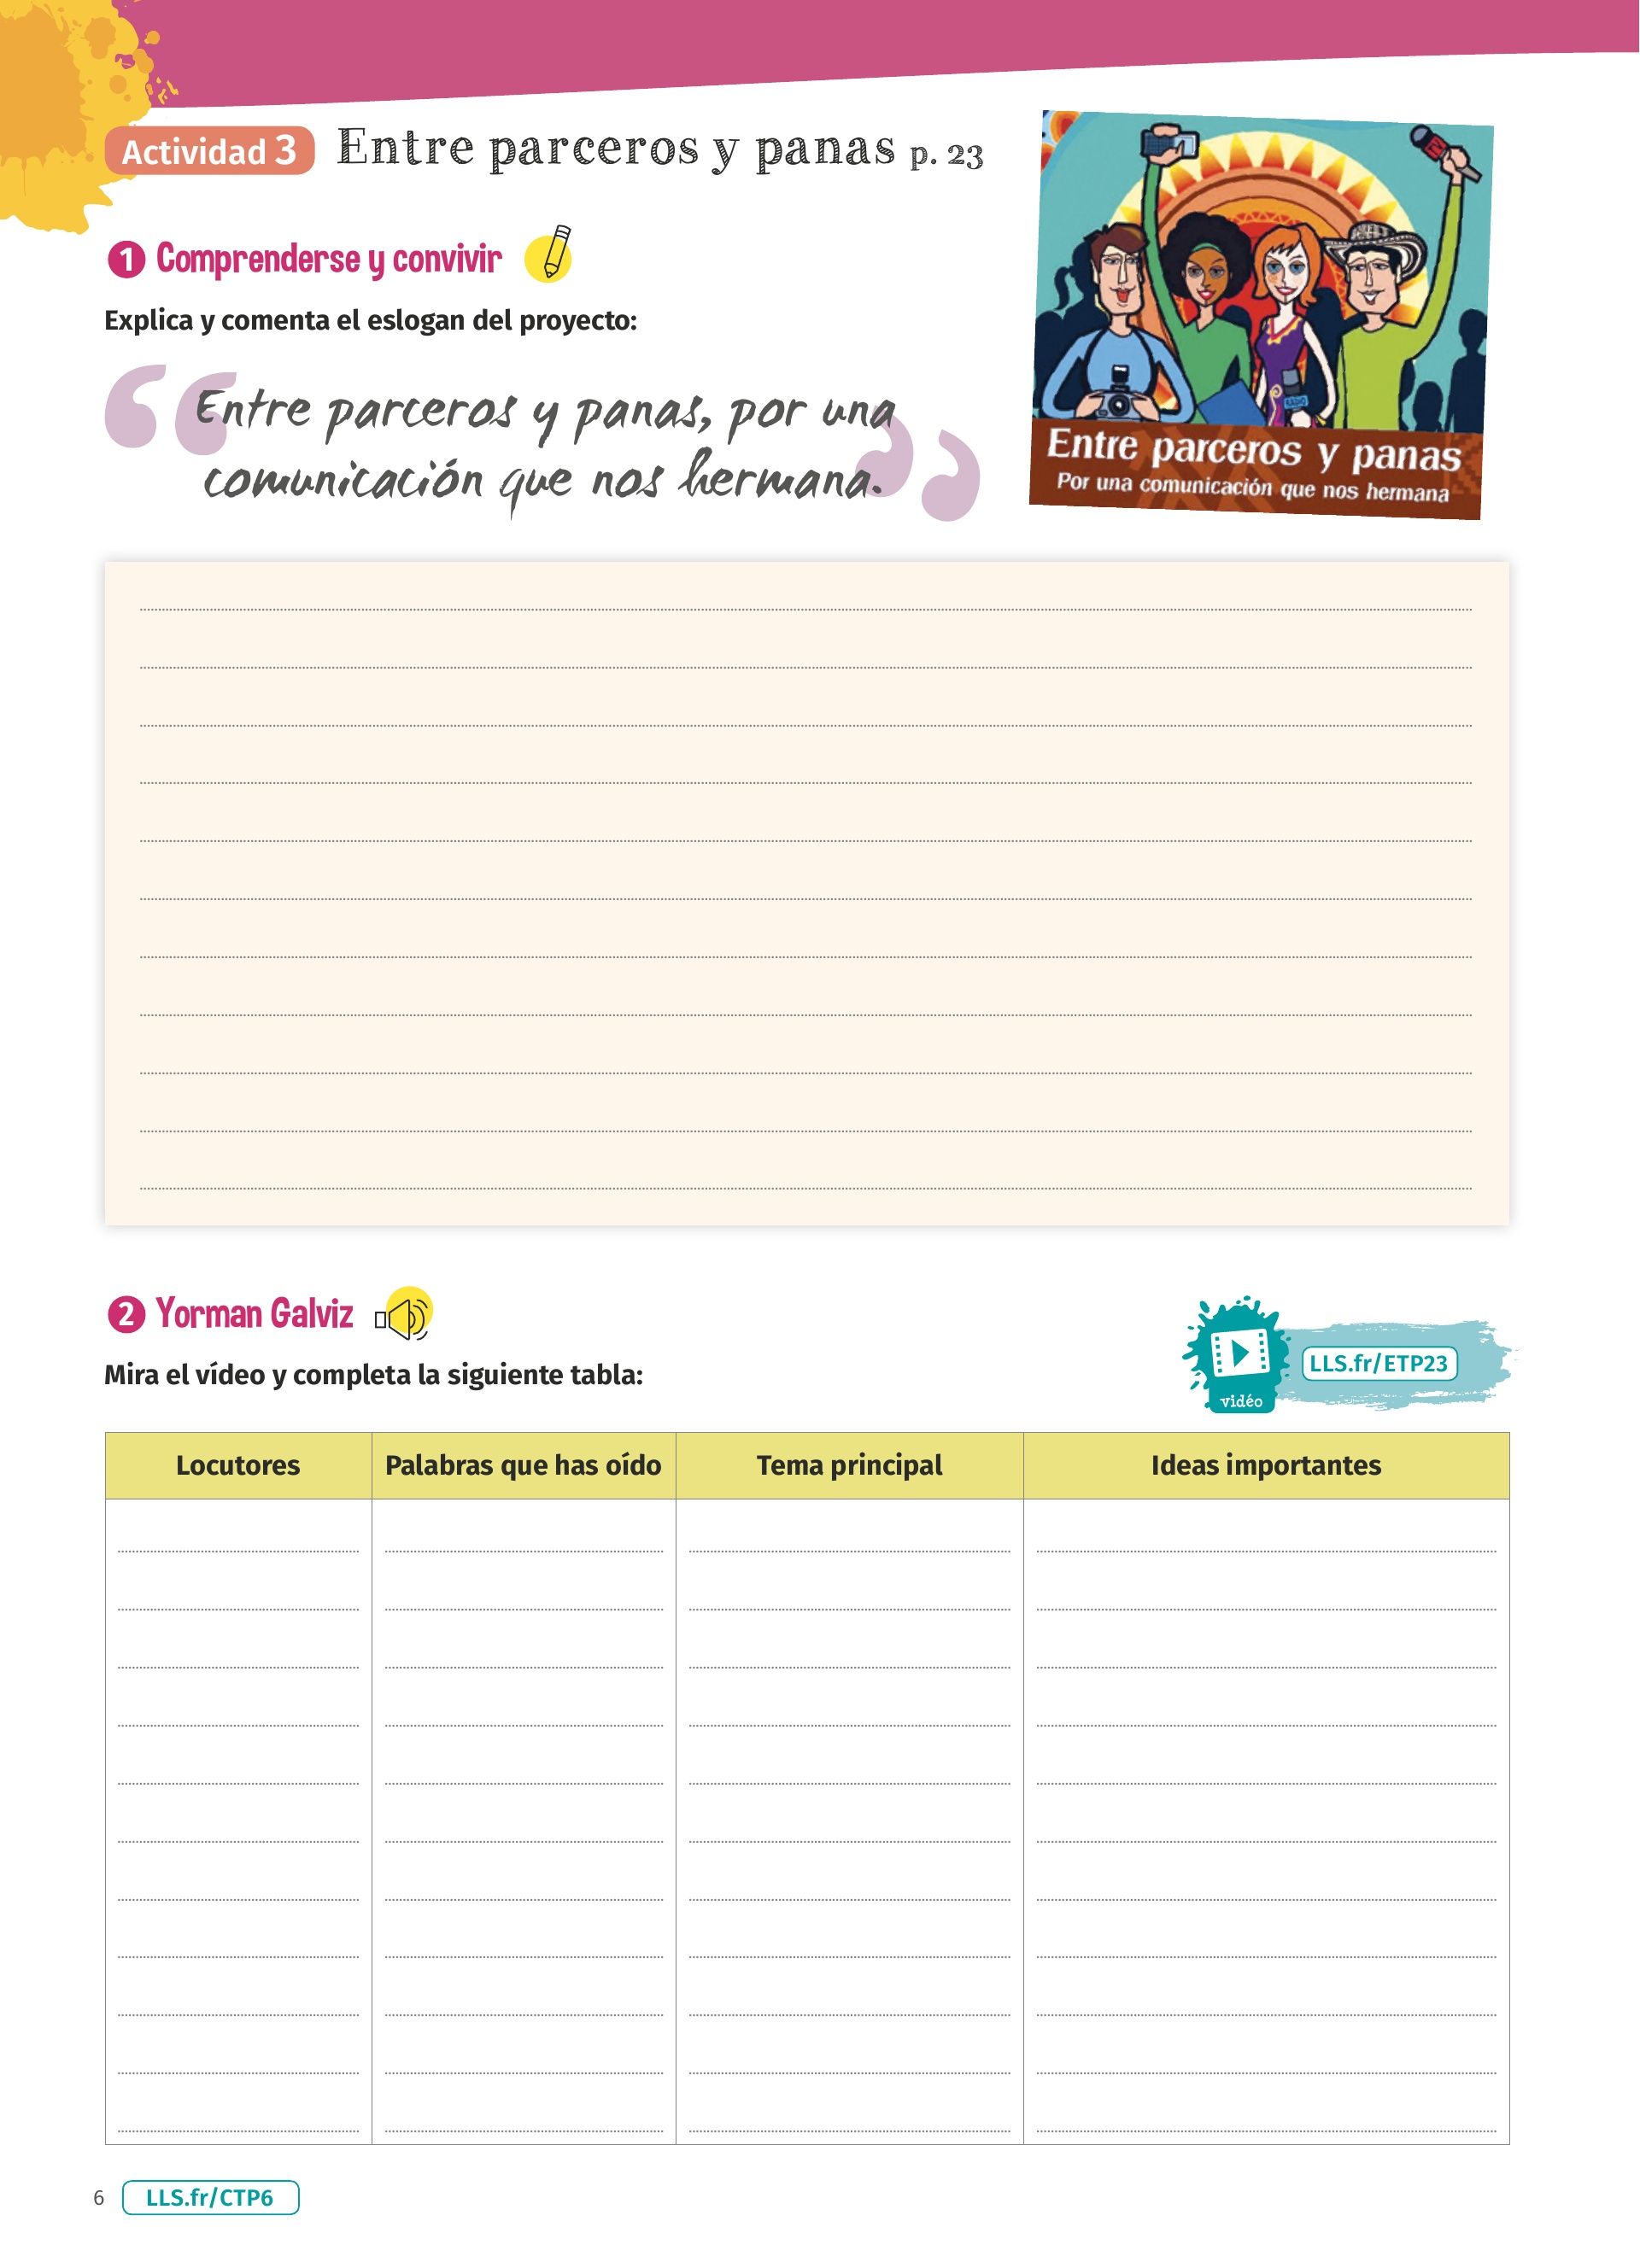 Actividad 3 Entre parceros y panas p. 23
1 Comprenderse y convivir
Explica y comenta el eslogan del proyecto:
“Entre parceros y panas, por una
comunicación que nos hermana.”
RADIO
Entre parceros y panas
Por una comunicación que nos hermana
2 Yorman Galviz
Mira el vídeo y completa la siguiente tabla:
vidéo
LLS.fr/ETP23
Locutores Palabras que has oído Tema principal Ideas importantes
6 LLS.fr/CTP6